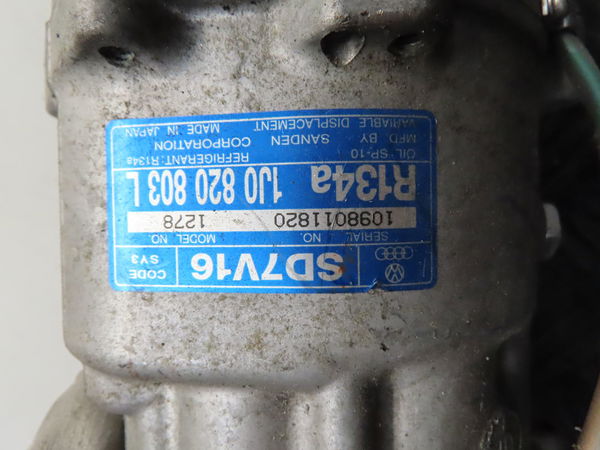 SD7V16
CODE
SY3
SERIAL NO.
MODEL NO.
1098011820
1278
R134a 1J0 820 803 L
OIL: SP-10
REFRIGERANT: R134a
MFD. BY SANDEN CORPORATION
VARIABLE DISPLACEMENT MADE IN JAPAN